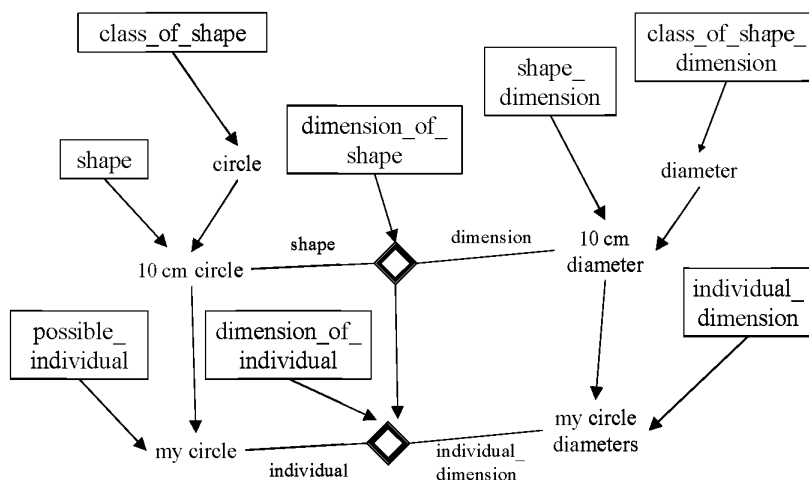 class_of_shape
class_of_shape_
dimension
shape_
dimension
dimension_of_
shape
shape
circle
diameter
shape
dimension
10 cm
diameter
10 cm circle
individual_
dimension
possible_
individual
dimension_of_
individual
my circle
diameters
my circle
individual
individual_
dimension